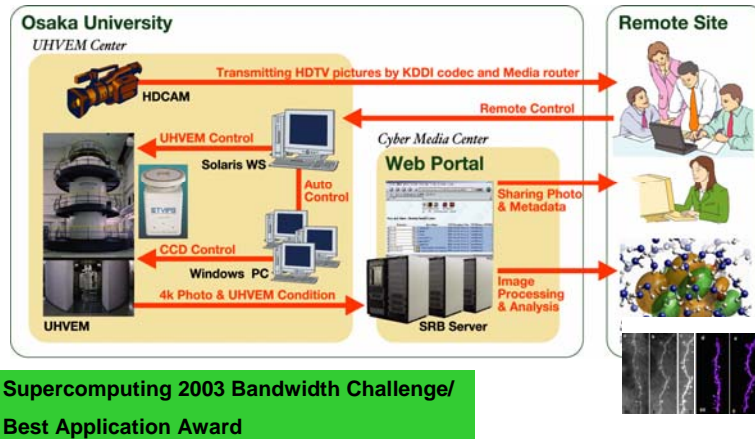 Osaka University
UHVEM Center
HDCAM
Transmitting HDTV pictures by KDDI codec and Media router
Remote Site
Remote Control
UHVEM Control
Solaris WS
Auto
Control
CCD Control
Windows PC
4k Photo & UHVEM Condition
UHVEM
TVIPS
Cyber Media Center
Web Portal
Sharing Photo
& Metadata
Image
Processing
& Analysis
SRB Server
Supercomputing 2003 Bandwidth Challenge/
Best Application Award